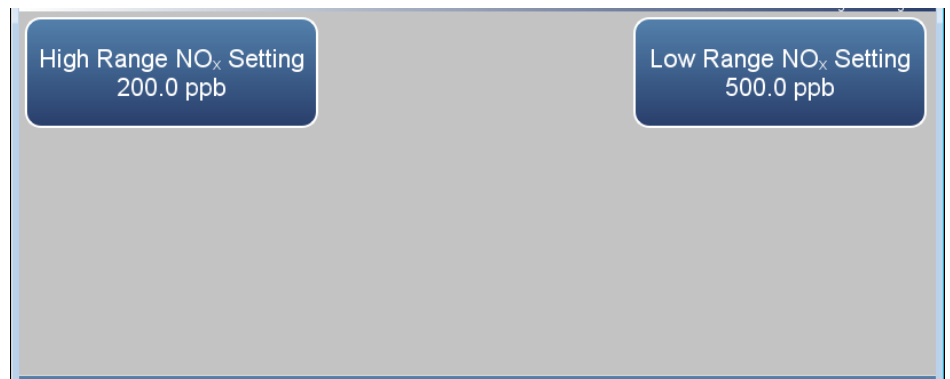 High Range NOₓ Setting
200.0 ppb
Low Range NOₓ Setting
500.0 ppb